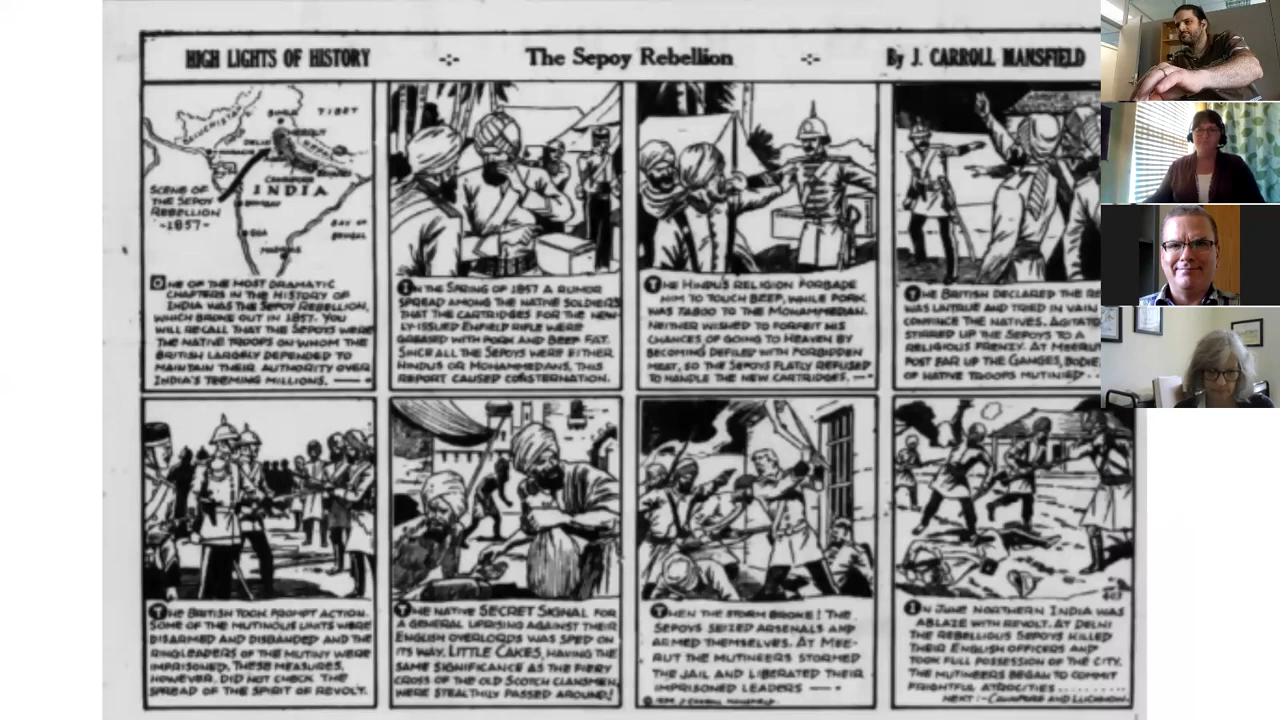 HIGH LIGHTS OF HISTORY -:- The Sepoy Rebellion -:- By J. CARROLL MANSFIELD
TIBET
DELHI
MEERUT
SCENE OF
THE SEPOY
REBELLION
-1857-
INDIA
BOMBAY
GOA
MADRAS
BAY OF
BENGAL
ONE OF THE MOST DRAMATIC
CHAPTERS IN THE HISTORY OF
INDIA WAS THE SEPOY REBELLION,
WHICH BROKE OUT IN 1857. YOU
WILL RECALL THAT THE SEPOYS WERE
THE NATIVE TROOPS ON WHOM THE
BRITISH LARGELY DEPENDED TO
MAINTAIN THEIR AUTHORITY OVER
INDIA'S TEEMING MILLIONS.
IN THE SPRING OF 1857 A RUMOR
SPREAD AMONG THE NATIVE SOLDIERS
THAT THE CARTRIDGES FOR THE NEW-
LY-ISSUED ENFIELD RIFLE WERE
GREASED WITH PORK AND BEEF FAT.
SINCE ALL THE SEPOYS WERE EITHER
HINDUS OR MOHAMMEDANS, THIS
REPORT CAUSED CONSTERNATION.
THE HINDU'S RELIGION FORBADE
HIM TO TOUCH BEEF, WHILE PORK
WAS TABOO TO THE MOHAMMEDAN.
NEITHER WISHED TO FORFEIT HIS
CHANCES OF GOING TO HEAVEN BY
BECOMING DEFILED WITH FORBIDDEN
MEAT, SO THE SEPOYS FLATLY REFUSED
TO HANDLE THE NEW CARTRIDGES.
THE BRITISH DECLARED THE
WAS UNTRUE AND TRIED IN VAIN
CONVINCE THE NATIVES. AGITATO
STIRRED UP THE SEPOYS TO A
RELIGIOUS FRENZY. AT MEERU
POST FAR UP THE GANGES, BODIE
OF NATIVE TROOPS MUTINIED
THE BRITISH TOOK PROMPT ACTION.
SOME OF THE MUTINOUS UNITS WERE
DISARMED AND DISBANDED AND THE
RINGLEADERS OF THE MUTINY WERE
IMPRISONED. THESE MEASURES,
HOWEVER, DID NOT CHECK THE
SPREAD OF THE SPIRIT OF REVOLT.
THE NATIVE SECRET SIGNAL FOR
A GENERAL UPRISING AGAINST THEIR
ENGLISH OVERLORDS WAS SPED ON
ITS WAY. LITTLE CAKES, HAVING THE
SAME SIGNIFICANCE AS THE FIERY
CROSS OF THE OLD SCOTCH CLANSMEN,
WERE STEALTHILY PASSED AROUND!
THEN THE STORM BROKE! THE
SEPOYS SEIZED ARSENALS AND
ARMED THEMSELVES. AT MEE-
RUT THE MUTINEERS STORMED
THE JAIL AND LIBERATED THEIR
IMPRISONED LEADERS
J. CARROLL MANSFIELD
IN JUNE NORTHERN INDIA WAS
ABLAZE WITH REVOLT. AT DELHI
THE REBELLIOUS SEPOYS KILLED
THEIR ENGLISH OFFICERS AND
TOOK FULL POSSESSION OF THE CITY.
THE MUTINEERS BEGAN TO COMMIT
FRIGHTFUL ATROCITIES
NEXT:- CAWNPORE AND LUCKNOW